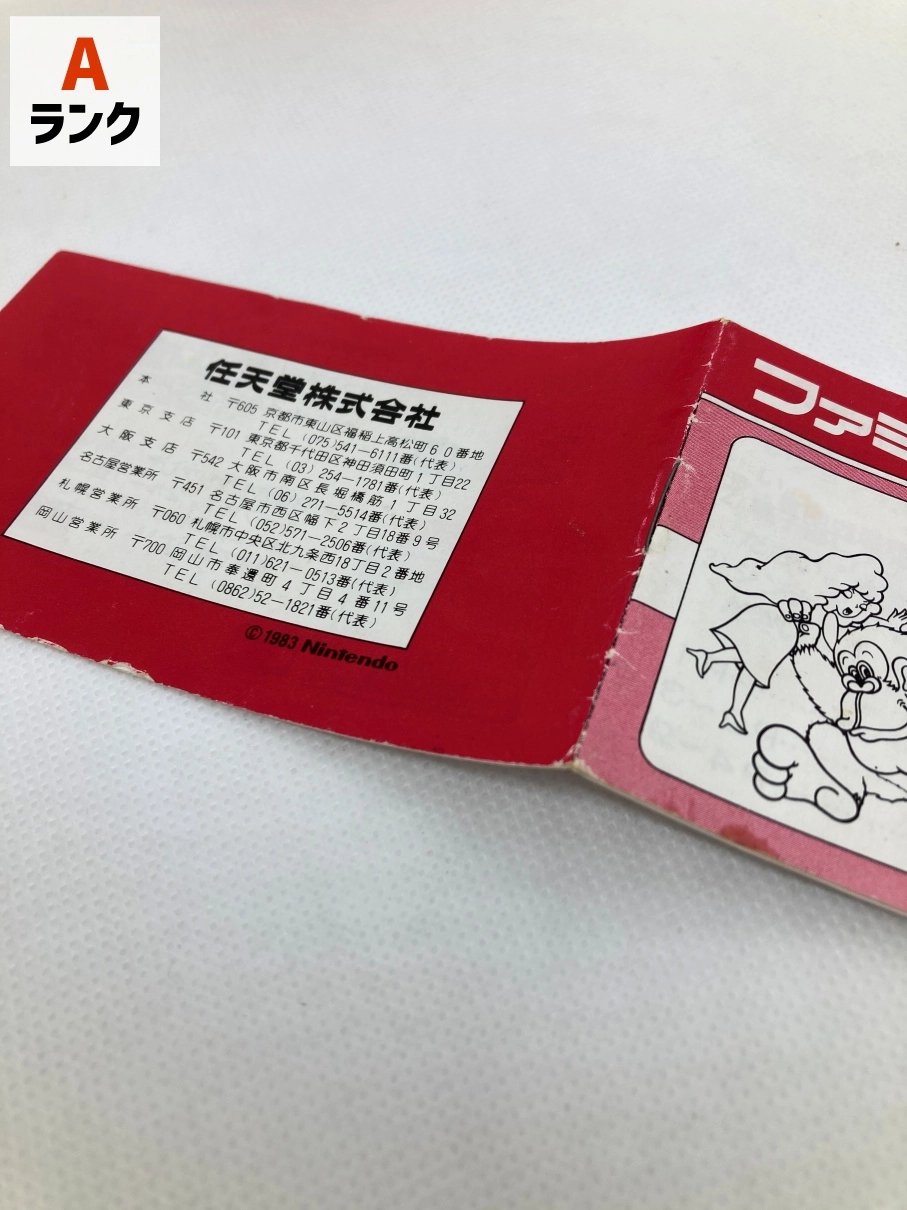 A
ランク
任天堂株式会社
本社 〒605 京都市東山区福稲上高松町60番地
TEL (075)541-6111番(代表)
東京支店 〒101 東京都千代田区神田須田町1丁目22
TEL (03) 254-1781番(代表)
大阪支店 〒542 大阪市南区長堀橋筋1丁目32
TEL (06) 271-5514番(代表)
名古屋営業所 〒451 名古屋市西区幅下2丁目18番9号
TEL (052)571-2506番(代表)
札幌営業所 〒060 札幌市中央区北九条西18丁目2番地
TEL (011)621-0513番(代表)
岡山営業所 〒700 岡山市奉還町4丁目4番11号
TEL (0862)52-1821番(代表)
©1983 Nintendo
ファミ